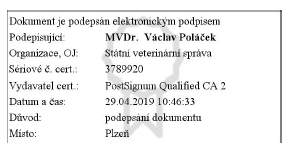 Dokument je podepsán elektronickým podpisem
Podepisující: MVDr. Václav Poláček
Organizace, OJ: Státní veterinární správa
Sériové č. cert.: 3789920
Vydavatel cert.: PostSignum Qualified CA 2
Datum a čas: 29.04.2019 10:46:33
Důvod: podepsání dokumentu
Místo: Plzeň